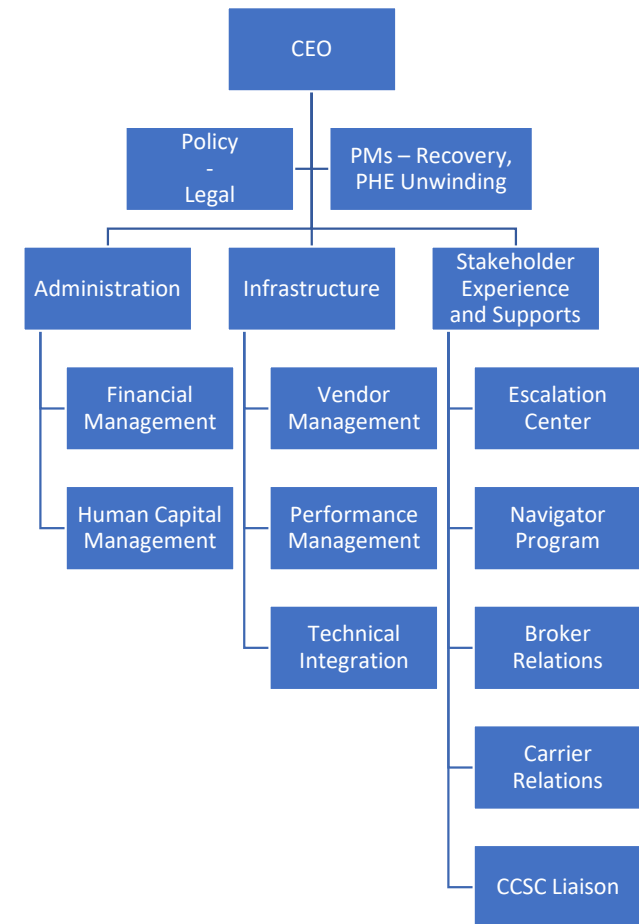 CEO
Policy
-
Legal
PMs – Recovery,
PHE Unwinding
Administration
Infrastructure
Stakeholder
Experience
and Supports
Financial
Management
Human Capital
Management
Vendor
Management
Performance
Management
Technical
Integration
Escalation
Center
Navigator
Program
Broker
Relations
Carrier
Relations
CCSC Liaison